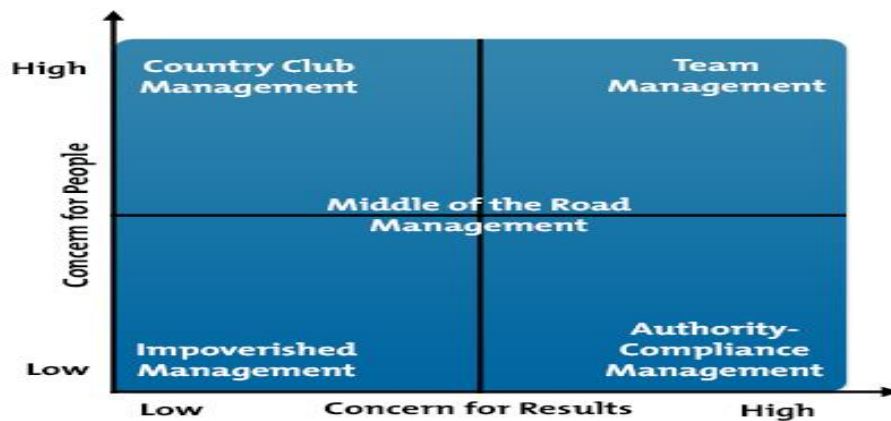 High
Country Club
Management
Team
Management
Concern for People
Middle of the Road
Management
Impoverished
Management
Authority-
Compliance
Management
Low
Low
Concern for Results
High